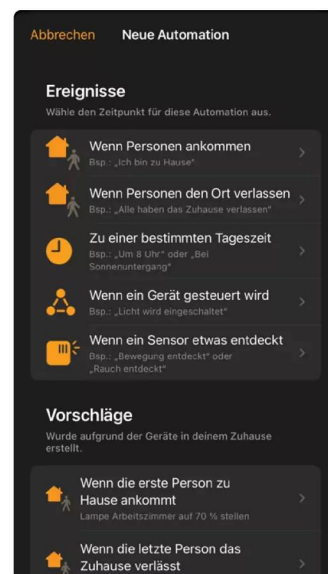 Abbrechen Neue Automation
Ereignisse
Wähle den Zeitpunkt für diese Automation aus.
Wenn Personen ankommen
Bsp.: „Ich bin zu Hause“
Wenn Personen den Ort verlassen
Bsp.: „Alle haben das Zuhause verlassen“
Zu einer bestimmten Tageszeit
Bsp.: „Um 8 Uhr“ oder „Bei
Sonnenuntergang“
Wenn ein Gerät gesteuert wird
Bsp.: „Licht wird eingeschaltet“
Wenn ein Sensor etwas entdeckt
Bsp.: „Bewegung entdeckt“ oder
„Rauch entdeckt“
Vorschläge
Wurde aufgrund der Geräte in deinem Zuhause
erstellt.
Wenn die erste Person zu
Hause ankommt
Lampe Arbeitszimmer auf 70 % stellen
Wenn die letzte Person das
Zuhause verlässt